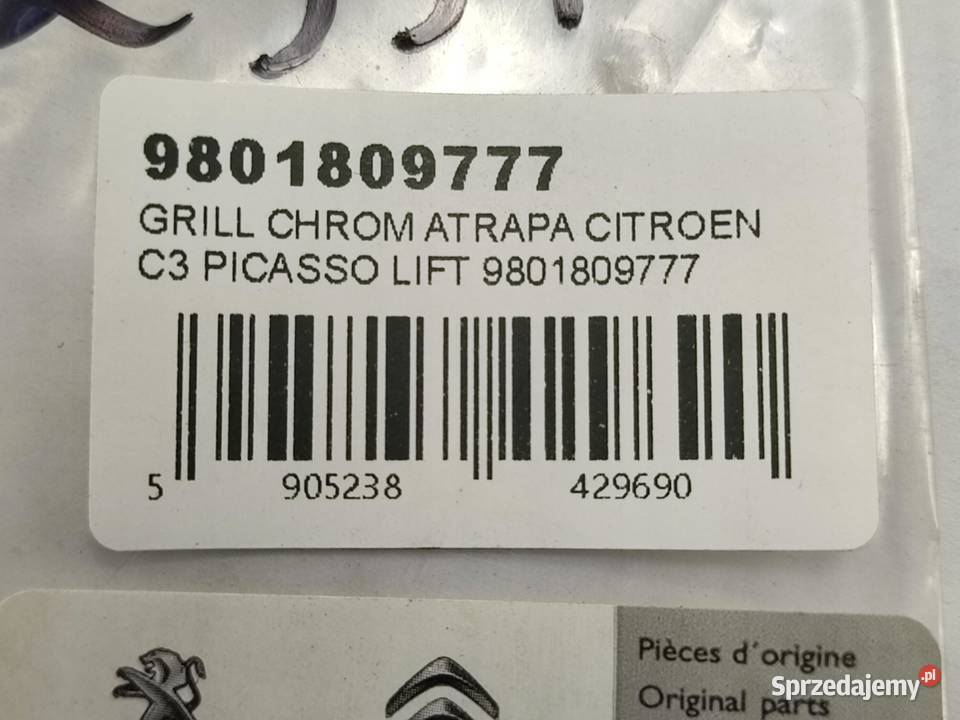 9801809777
GRILL CHROM ATRAPA CITROEN
C3 PICASSO LIFT 9801809777
5 905238 429690
Pièces d'origine
Original parts
Sprzedajemy.pl